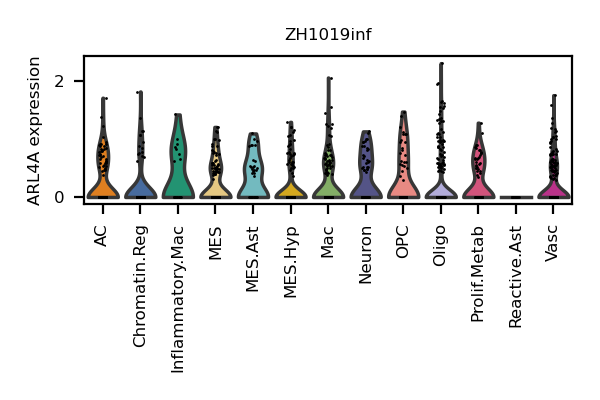 ZH1019inf
ARL4A expression
2
0
AC
Chromatin.Reg
Inflammatory.Mac
MES
MES.Ast
MES.Hyp
Mac
Neuron
OPC
Oligo
Prolif.Metab
Reactive.Ast
Vasc